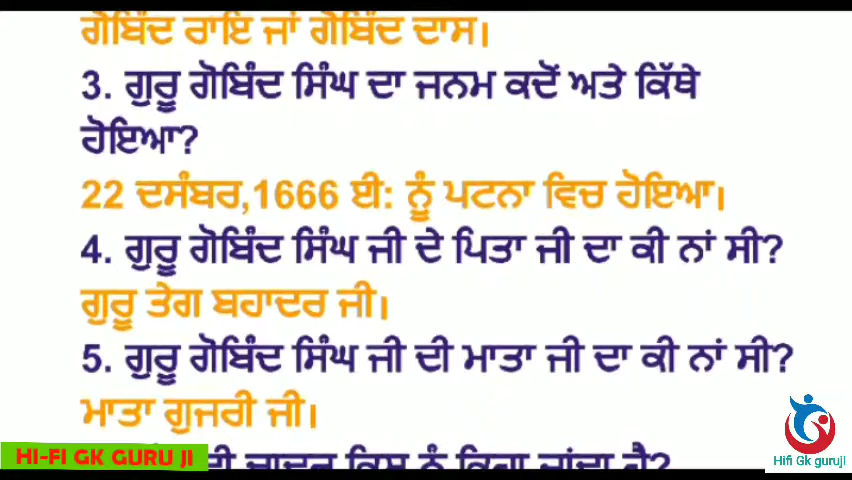 ਗੋਬਿੰਦ ਰਾਇ ਜਾਂ ਗੋਬਿੰਦ ਦਾਸ।
3. ਗੁਰੂ ਗੋਬਿੰਦ ਸਿੰਘ ਦਾ ਜਨਮ ਕਦੋਂ ਅਤੇ ਕਿੱਥੇ
ਹੋਇਆ?
22 ਦਸੰਬਰ,1666 ਈ: ਨੂੰ ਪਟਨਾ ਵਿਚ ਹੋਇਆ।
4. ਗੁਰੂ ਗੋਬਿੰਦ ਸਿੰਘ ਜੀ ਦੇ ਪਿਤਾ ਜੀ ਦਾ ਕੀ ਨਾਂ ਸੀ?
ਗੁਰੂ ਤੇਗ ਬਹਾਦਰ ਜੀ।
5. ਗੁਰੂ ਗੋਬਿੰਦ ਸਿੰਘ ਜੀ ਦੀ ਮਾਤਾ ਜੀ ਦਾ ਕੀ ਨਾਂ ਸੀ?
ਮਾਤਾ ਗੁਜਰੀ ਜੀ।
ਦੀ ਚਾਦਰ ਕਿਸ ਨੂੰ ਕਿਹਾ ਜਾਂਦਾ ਹੈ?
HI-FI GK GURU JI
Hifi Gk guruji